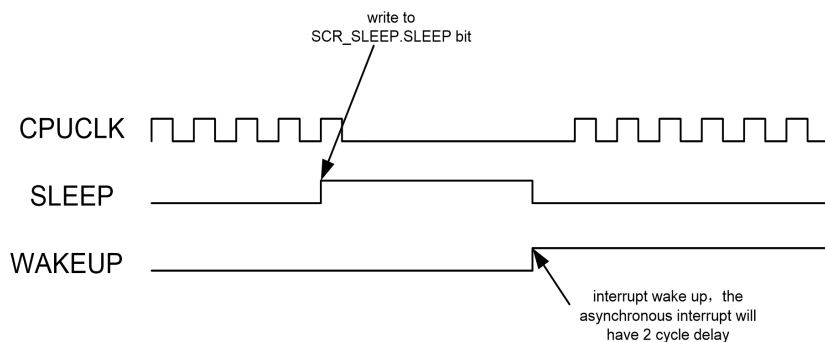 write to
SCR_SLEEP.SLEEP bit
CPUCLK
SLEEP
WAKEUP
interrupt wake up，the
asynchronous interrupt will
have 2 cycle delay